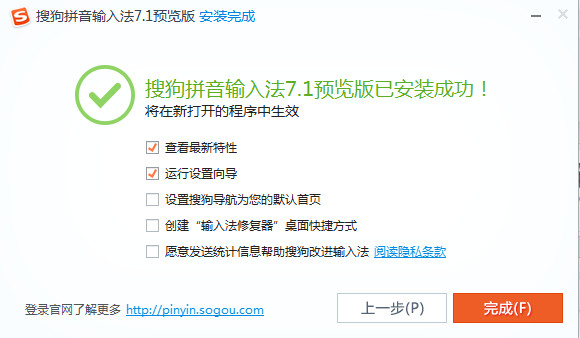 搜狗拼音输入法7.1预览版 安装完成
搜狗拼音输入法7.1预览版已安装成功！
将在新打开的程序中生效
查看最新特性
运行设置向导
设置搜狗导航为您的默认首页
创建“输入法修复器”桌面快捷方式
愿意发送统计信息帮助搜狗改进输入法 阅读隐私条款
登录官网了解更多 http://pinyin.sogou.com 上一步(P) 完成(F)